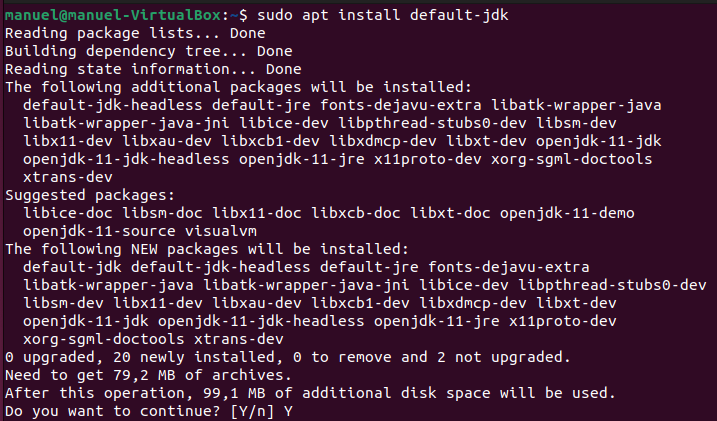 manuel@manuel-VirtualBox:~$ sudo apt install default-jdk
Reading package lists... Done
Building dependency tree... Done
Reading state information... Done
The following additional packages will be installed:
  default-jdk-headless default-jre fonts-dejavu-extra libatk-wrapper-java
  libatk-wrapper-java-jni libice-dev libpthread-stubs0-dev libsm-dev
  libx11-dev libxau-dev libxcb1-dev libxdmcp-dev libxt-dev openjdk-11-jdk
  openjdk-11-jdk-headless openjdk-11-jre x11proto-dev xorg-sgml-doctools
  xtrans-dev
Suggested packages:
  libice-doc libsm-doc libx11-doc libxcb-doc libxt-doc openjdk-11-demo
  openjdk-11-source visualvm
The following NEW packages will be installed:
  default-jdk default-jdk-headless default-jre fonts-dejavu-extra
  libatk-wrapper-java libatk-wrapper-java-jni libice-dev libpthread-stubs0-dev
  libsm-dev libx11-dev libxau-dev libxcb1-dev libxdmcp-dev libxt-dev
  openjdk-11-jdk openjdk-11-jdk-headless openjdk-11-jre x11proto-dev
  xorg-sgml-doctools xtrans-dev
0 upgraded, 20 newly installed, 0 to remove and 2 not upgraded.
Need to get 79,2 MB of archives.
After this operation, 99,1 MB of additional disk space will be used.
Do you want to continue? [Y/n] Y